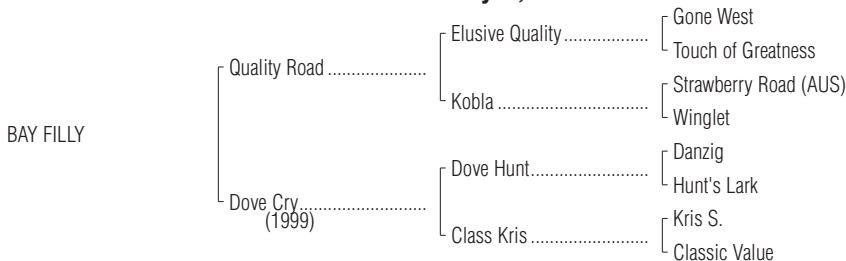 Gone West
Elusive Quality....................
Touch of Greatness
Quality Road .......................
Strawberry Road (AUS)
Kobla ...................................
Winglet
BAY FILLY
Danzig
Dove Hunt............................
Hunt's Lark
Dove Cry.............................
(1999)
Kris S.
Class Kris ............................
Classic Value